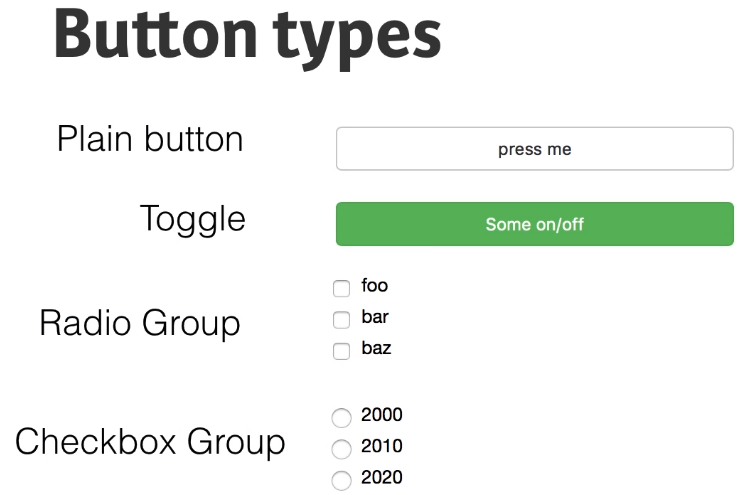 Button types
Plain button
press me
Toggle
Some on/off
Radio Group
foo
bar
baz
Checkbox Group
2000
2010
2020